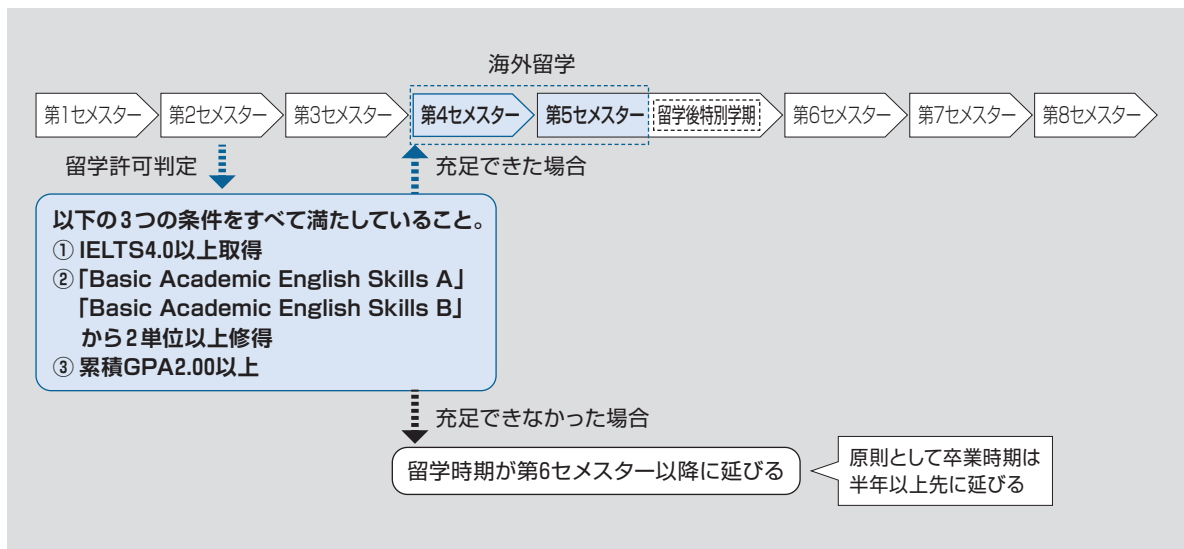 海外留学
第1セメスター
第2セメスター
第3セメスター
第4セメスター
第5セメスター
留学後特別学期
第6セメスター
第7セメスター
第8セメスター
留学許可判定
充足できた場合
以下の3つの条件をすべて満たしていること。
① IELTS4.0以上取得
②「Basic Academic English Skills A」
「Basic Academic English Skills B」
から2単位以上修得
③ 累積GPA2.00以上
充足できなかった場合
留学時期が第6セメスター以降に延びる
原則として卒業時期は
半年以上先に延びる